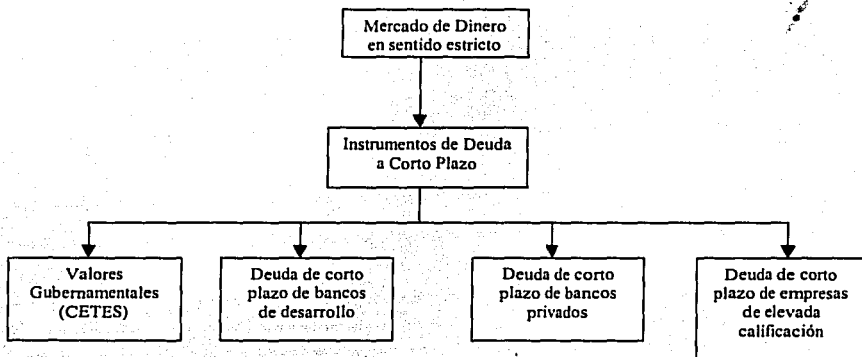 Mercado de Dinero
en sentido estricto
Instrumentos de Deuda
a Corto Plazo
Valores
Gubernamentales
(CETES)
Deuda de corto
plazo de bancos
de desarrollo
Deuda de corto
plazo de bancos
privados
Deuda de corto
plazo de empresas
de elevada
calificación